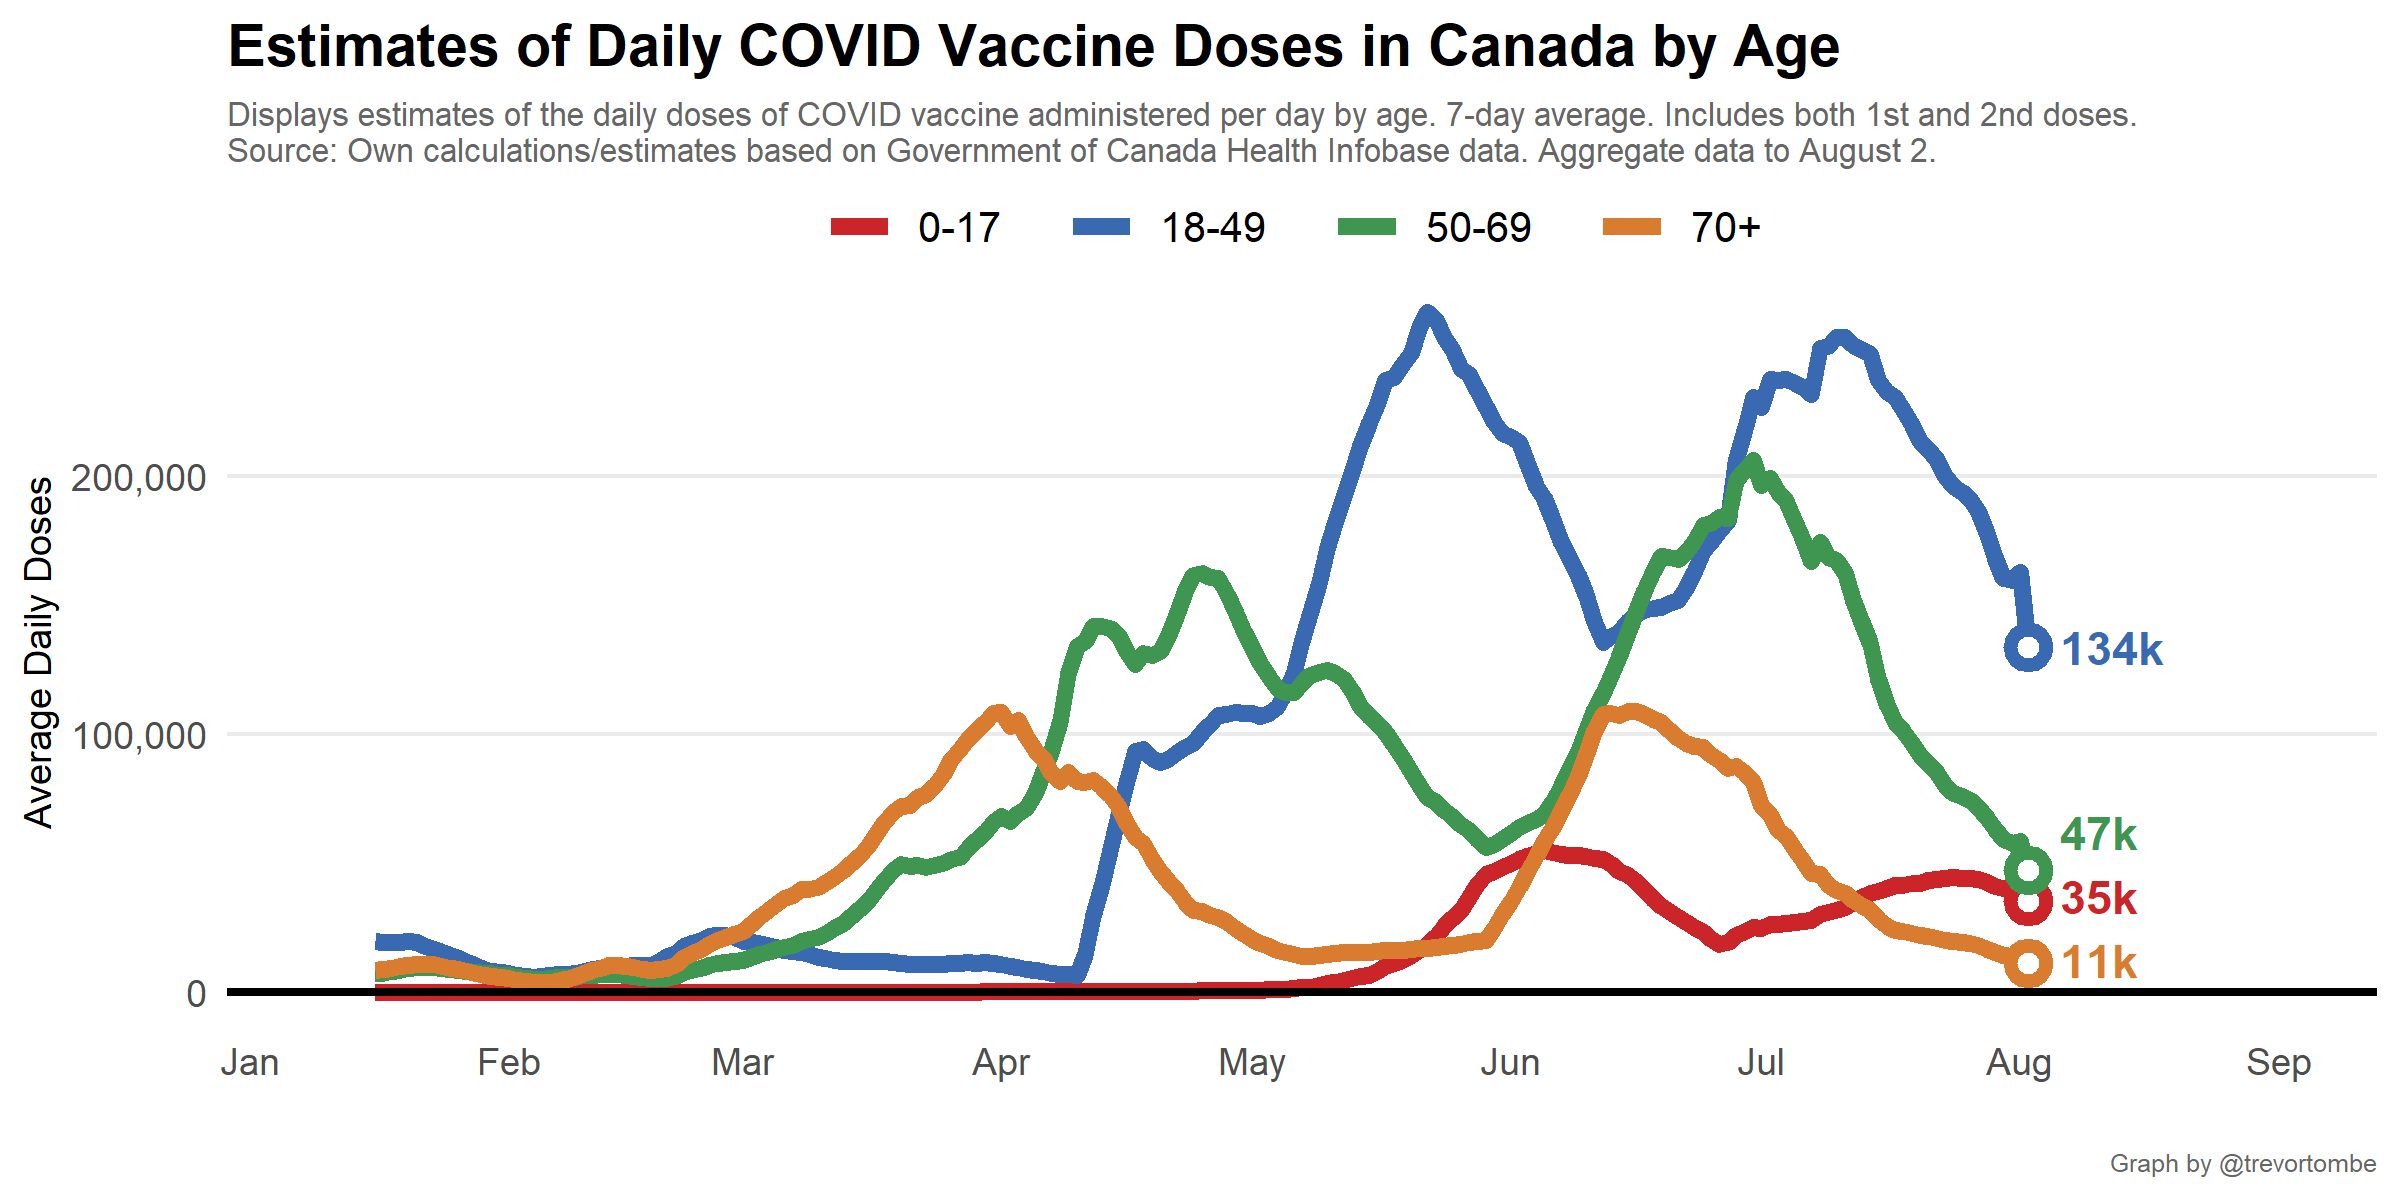 Estimates of Daily COVID Vaccine Doses in Canada by Age
Displays estimates of the daily doses of COVID vaccine administered per day by age. 7-day average. Includes both 1st and 2nd doses.
Source: Own calculations/estimates based on Government of Canada Health Infobase data. Aggregate data to August 2.
0-17 18-49 50-69 70+
Average Daily Doses
200,000
100,000
0
134k
47k
35k
11k
Jan Feb Mar Apr May Jun Jul Aug Sep
Graph by @trevortombe